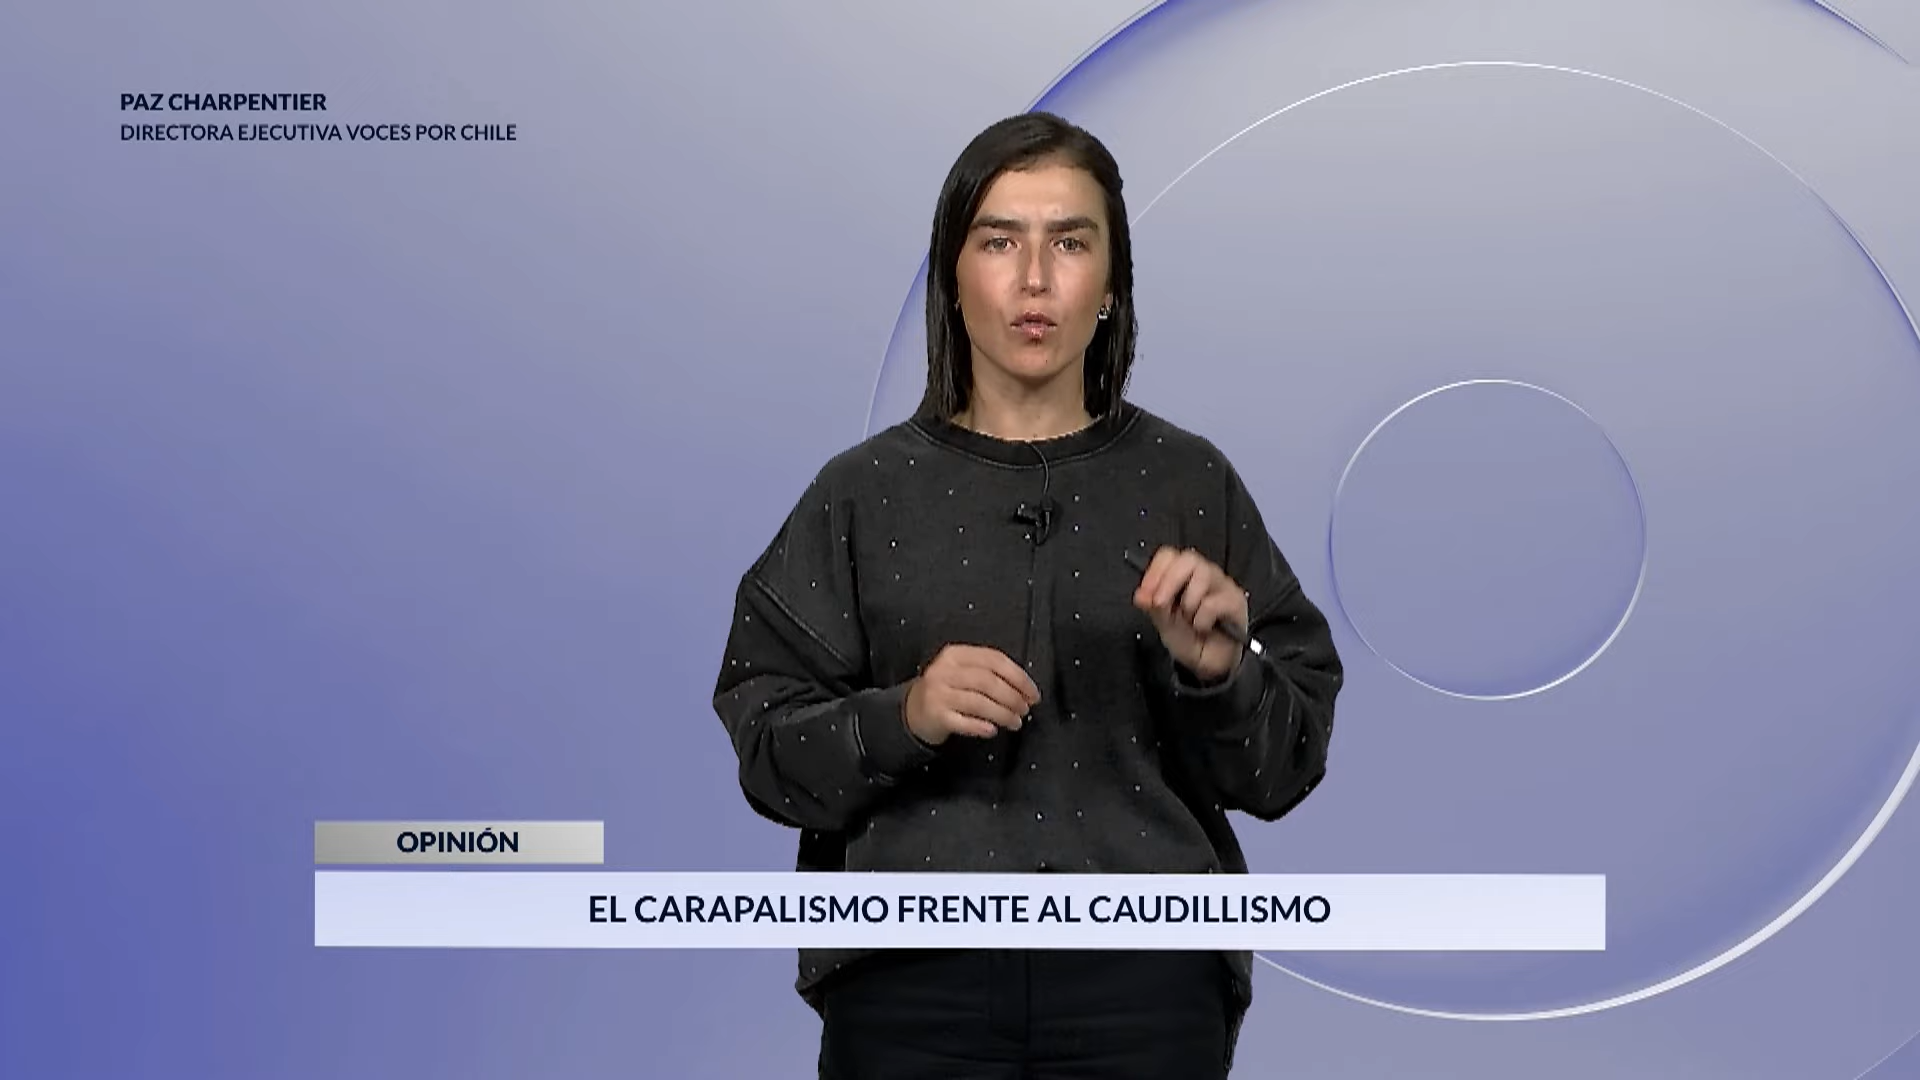 PAZ CHARPENTIER
DIRECTORA EJECUTIVA VOCES POR CHILE
OPINIÓN
EL CARAPALISMO FRENTE AL CAUDILLISMO